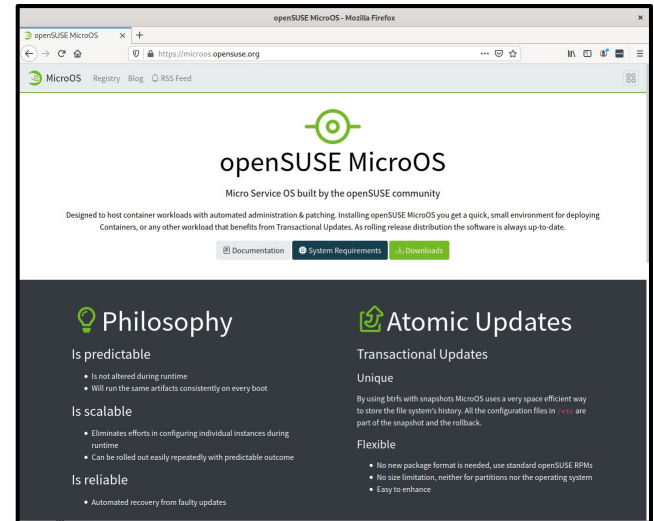 openSUSE MicroOS - Mozilla Firefox
openSUSE MicroOS
https://microos.opensuse.org
MicroOS Registry Blog RSS Feed
openSUSE MicroOS
Micro Service OS built by the openSUSE community
Designed to host container workloads with automated administration & patching. Installing openSUSE MicroOS you get a quick, small environment for deploying
Containers, or any other workload that benefits from Transactional Updates. As rolling release distribution the software is always up-to-date.
Documentation System Requirements Downloads
Philosophy
Is predictable
Is not altered during runtime
Will run the same artifacts consistently on every boot
Is scalable
Eliminates efforts in configuring individual instances during
runtime
Can be rolled out easily repeatedly with predictable outcome
Is reliable
Automated recovery from faulty updates
Atomic Updates
Transactional Updates
Unique
By using btrfs with snapshots MicroOS uses a very space efficient way
to store the file system's history. All the configuration files in /etc are
part of the snapshot and the rollback.
Flexible
No new package format is needed, use standard openSUSE RPMs
No size limitation, neither for partitions nor the operating system
Easy to enhance